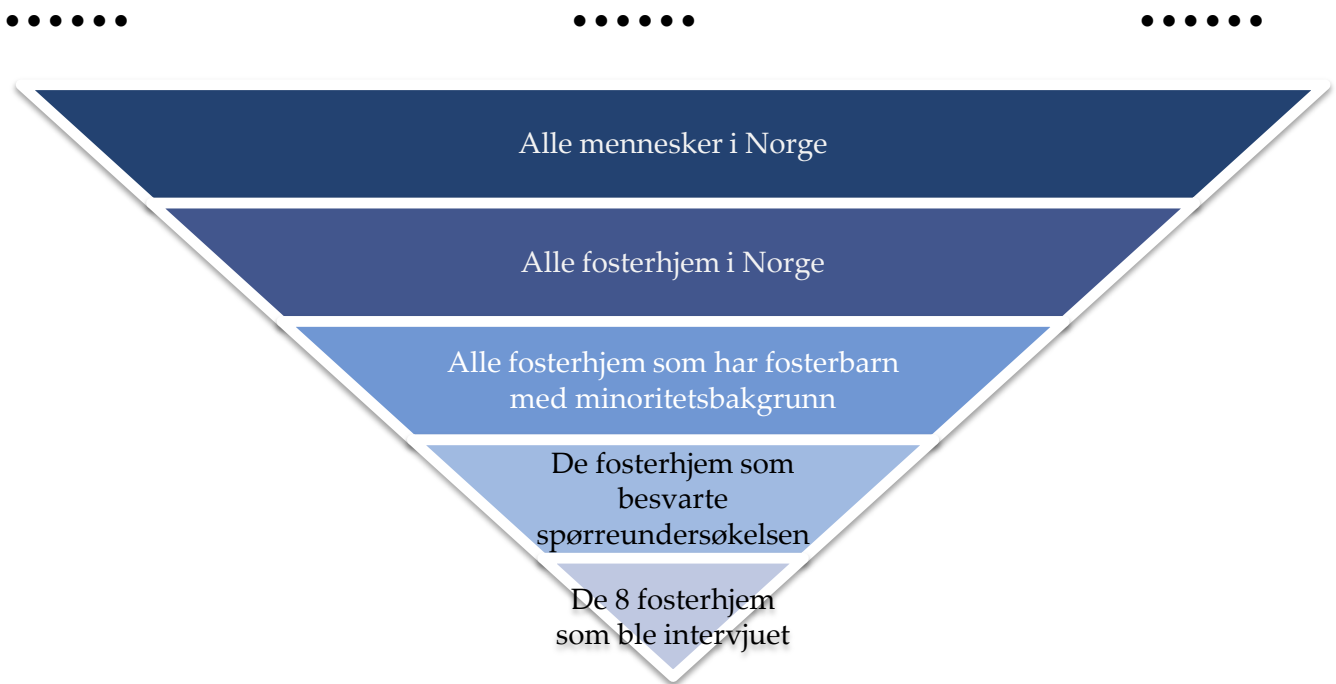 Alle mennesker i Norge
Alle fosterhjem i Norge
Alle fosterhjem som har fosterbarn
med minoritetsbakgrunn
De fosterhjem som
besvarte
spørreundersøkelsen
De 8 fosterhjem
som ble intervjuet